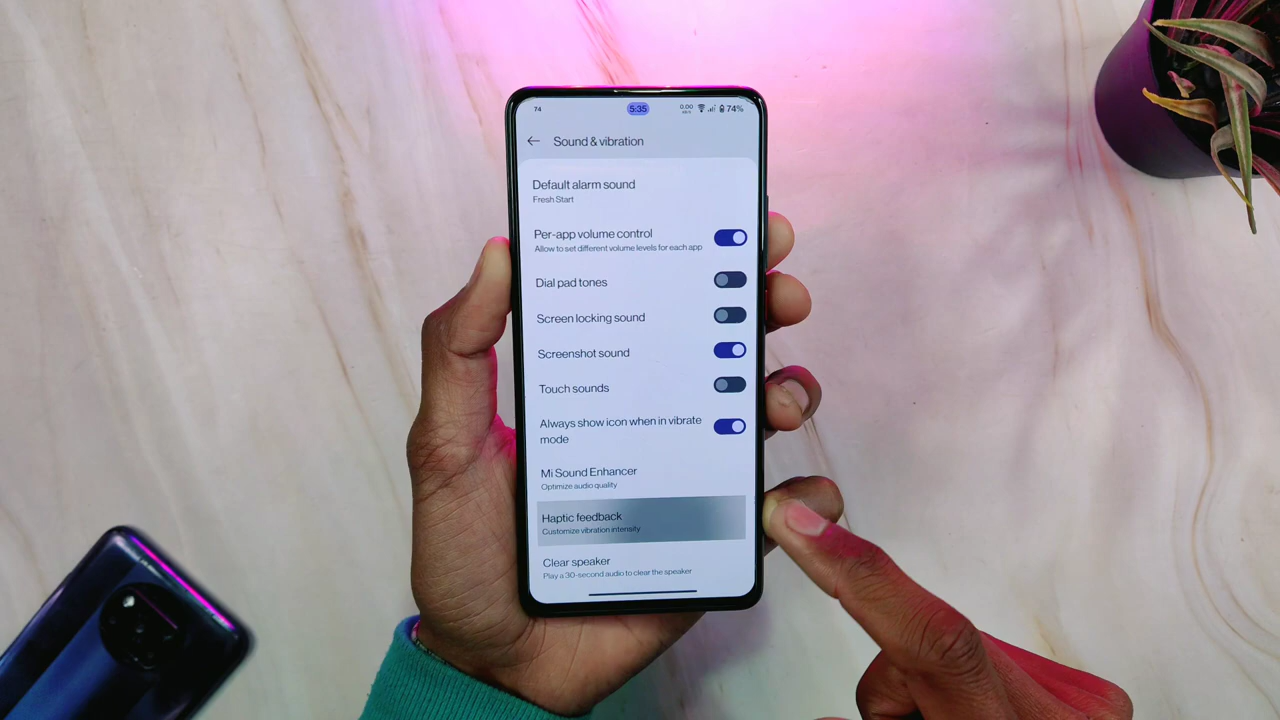 74
5:35
0.00
74%
Sound & vibration
Default alarm sound
Fresh Start
Per-app volume control
Allow to set different volume levels for each app
Dial pad tones
Screen locking sound
Screenshot sound
Touch sounds
Always show icon when in vibrate
mode
Mi Sound Enhancer
Optimize audio quality
Haptic feedback
Customize vibration intensity
Clear speaker
Play a 30-second audio to clear the speaker